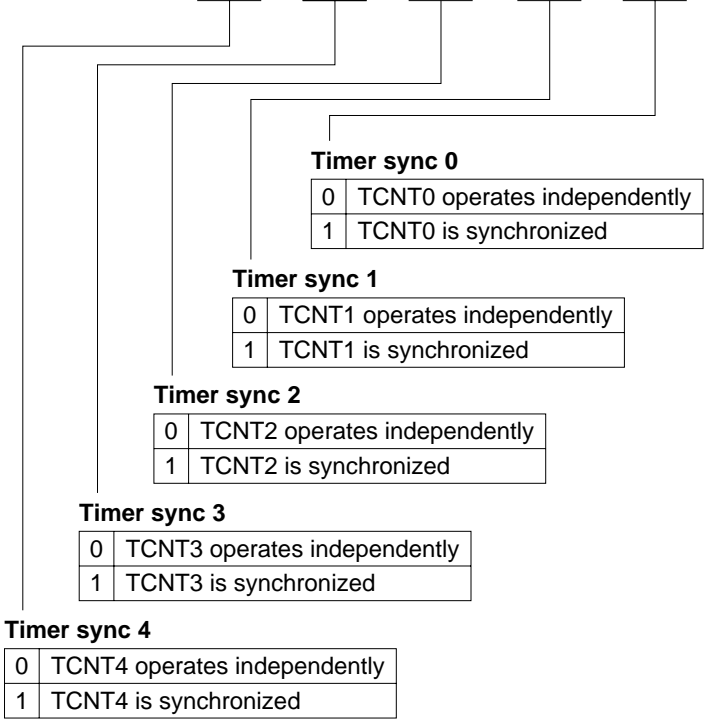 Timer sync 0
0 TCNT0 operates independently
1 TCNT0 is synchronized
Timer sync 1
0 TCNT1 operates independently
1 TCNT1 is synchronized
Timer sync 2
0 TCNT2 operates independently
1 TCNT2 is synchronized
Timer sync 3
0 TCNT3 operates independently
1 TCNT3 is synchronized
Timer sync 4
0 TCNT4 operates independently
1 TCNT4 is synchronized